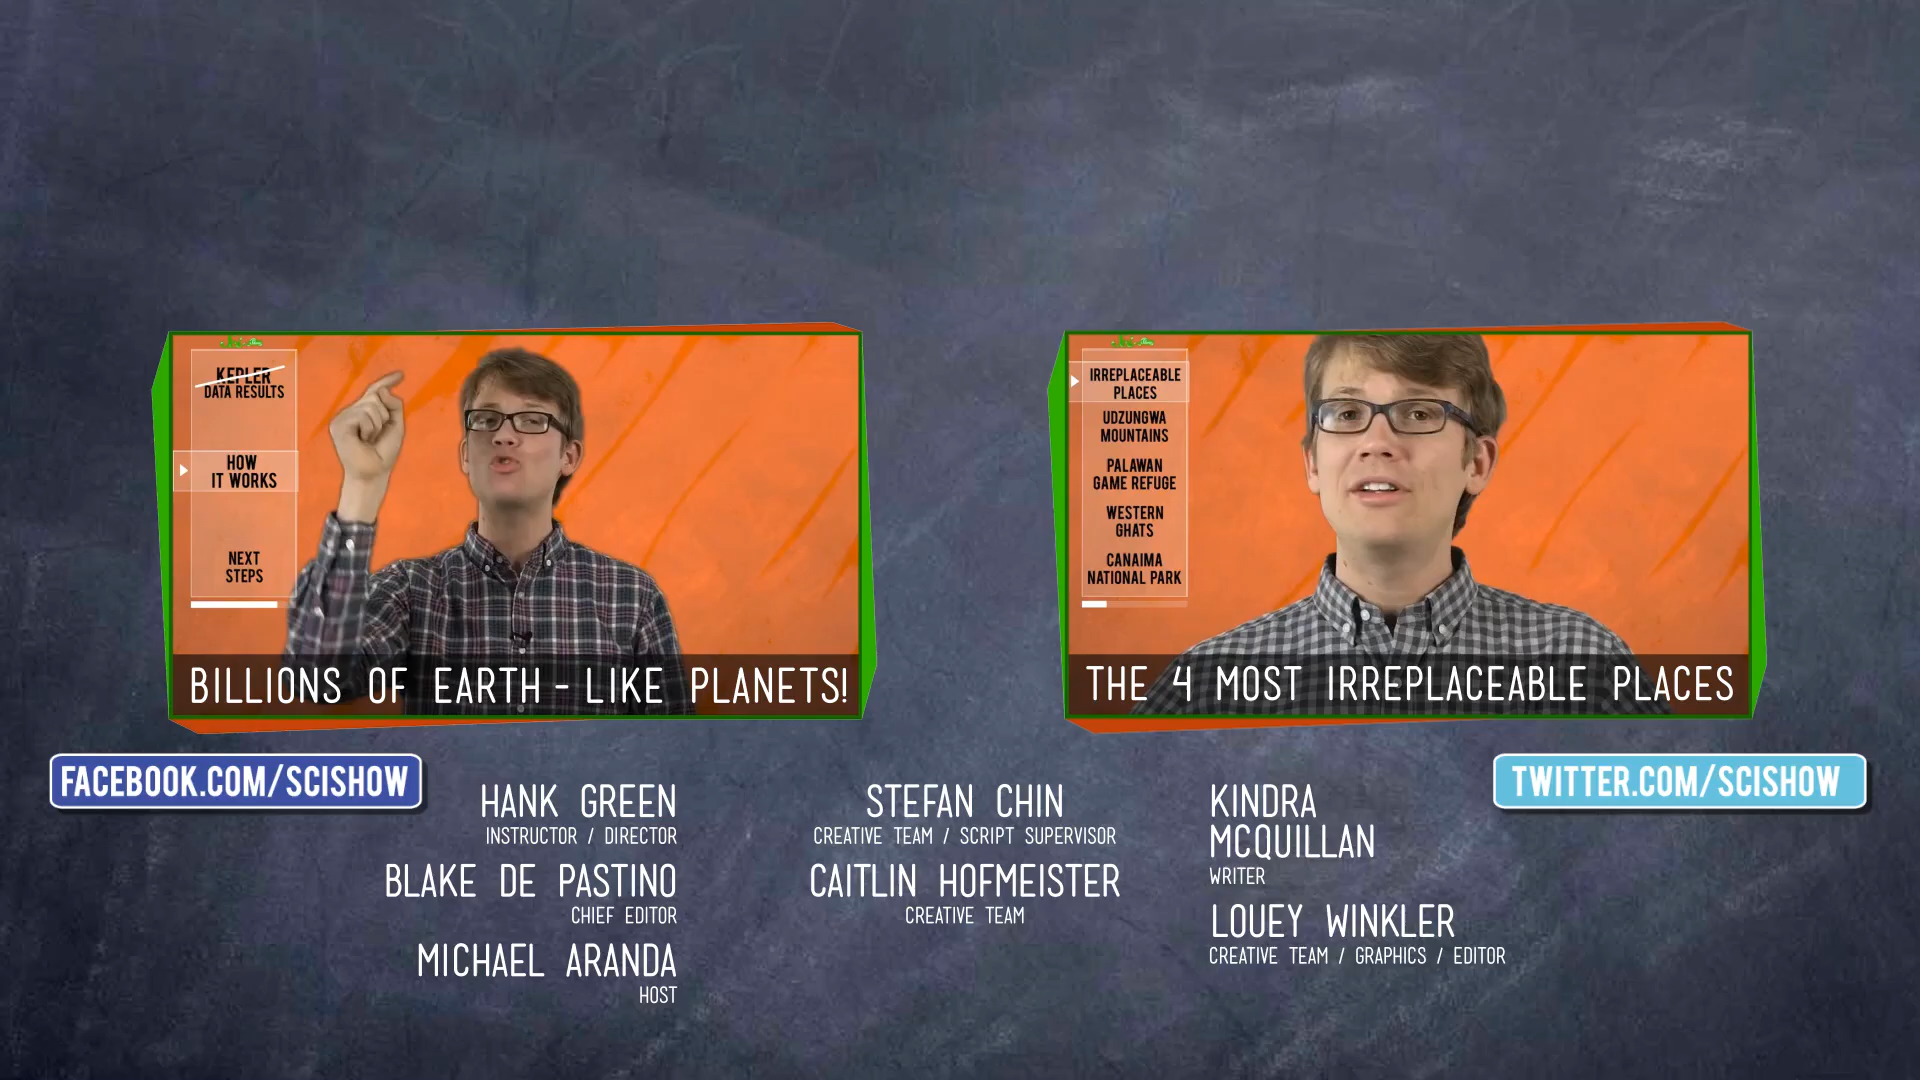 KEPLER
DATA RESULTS
HOW
IT WORKS
NEXT
STEPS
BILLIONS OF EARTH - LIKE PLANETS!
IRREPLACEABLE
PLACES
UDZUNGWA
MOUNTAINS
PALAWAN
GAME REFUGE
WESTERN
GHATS
CANAIMA
NATIONAL PARK
THE 4 MOST IRREPLACEABLE PLACES
FACEBOOK.COM/SCISHOW
TWITTER.COM/SCISHOW
HANK GREEN
INSTRUCTOR / DIRECTOR
BLAKE DE PASTINO
CHIEF EDITOR
MICHAEL ARANDA
HOST
STEFAN CHIN
CREATIVE TEAM / SCRIPT SUPERVISOR
CAITLIN HOFMEISTER
CREATIVE TEAM
KINDRA
MCQUILLAN
WRITER
LOUEY WINKLER
CREATIVE TEAM / GRAPHICS / EDITOR